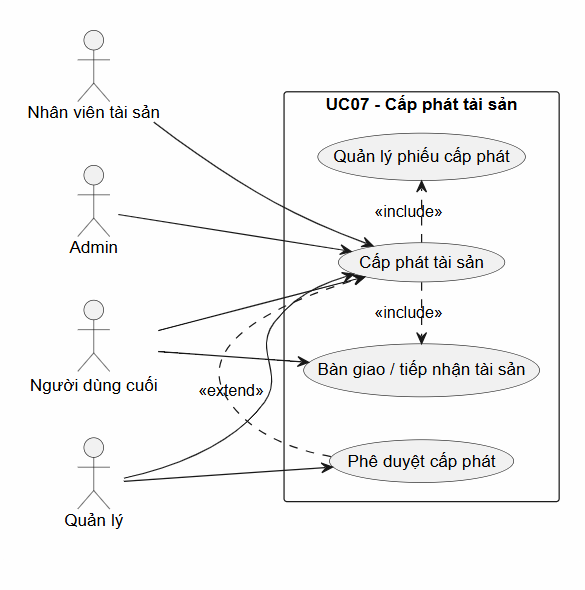 Nhân viên tài sản
UC07 - Cấp phát tài sản
Quản lý phiếu cấp phát
«include»
Admin
Cấp phát tài sản
«include»
Người dùng cuối
Bàn giao / tiếp nhận tài sản
«extend»
Phê duyệt cấp phát
Quản lý